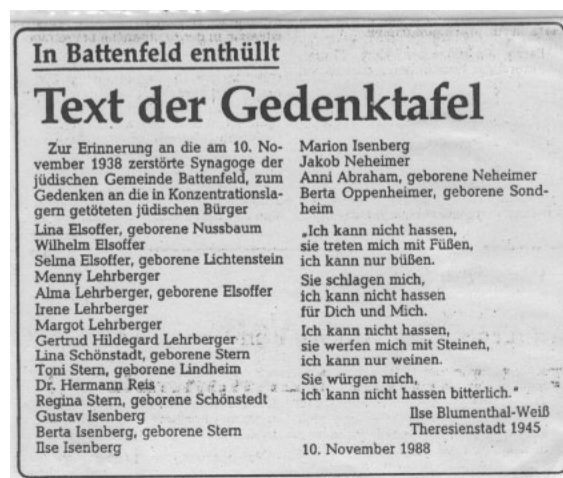 In Battenfeld enthüllt
Text der Gedenktafel
Zur Erinnerung an die am 10. No-
vember 1938 zerstörte Synagoge der
jüdischen Gemeinde Battenfeld, zum
Gedenken an die in Konzentrationsla-
gern getöteten jüdischen Bürger
Lina Elsoffer, geborene Nussbaum
Wilhelm Elsoffer
Selma Elsoffer, geborene Lichtenstein
Menny Lehrberger
Alma Lehrberger, geborene Elsoffer
Irene Lehrberger
Margot Lehrberger
Gertrud Hildegard Lehrberger
Lina Schönstadt, geborene Stern
Toni Stern, geborene Lindheim
Dr. Hermann Reis
Regina Stern, geborene Schönstedt
Gustav Isenberg
Berta Isenberg, geborene Stern
Ilse Isenberg
Marion Isenberg
Jakob Neheimer
Anni Abraham, geborene Neheimer
Berta Oppenheimer, geborene Sond-
heim
„Ich kann nicht hassen,
sie treten mich mit Füßen,
ich kann nur büßen.
Sie schlagen mich,
ich kann nicht hassen
für Dich und Mich.
Ich kann nicht hassen,
sie werfen mich mit Steinen,
ich kann nur weinen.
Sie würgen mich,
ich kann nicht hassen bitterlich."
Ilse Blumenthal-Weiß
Theresienstadt 1945
10. November 1988